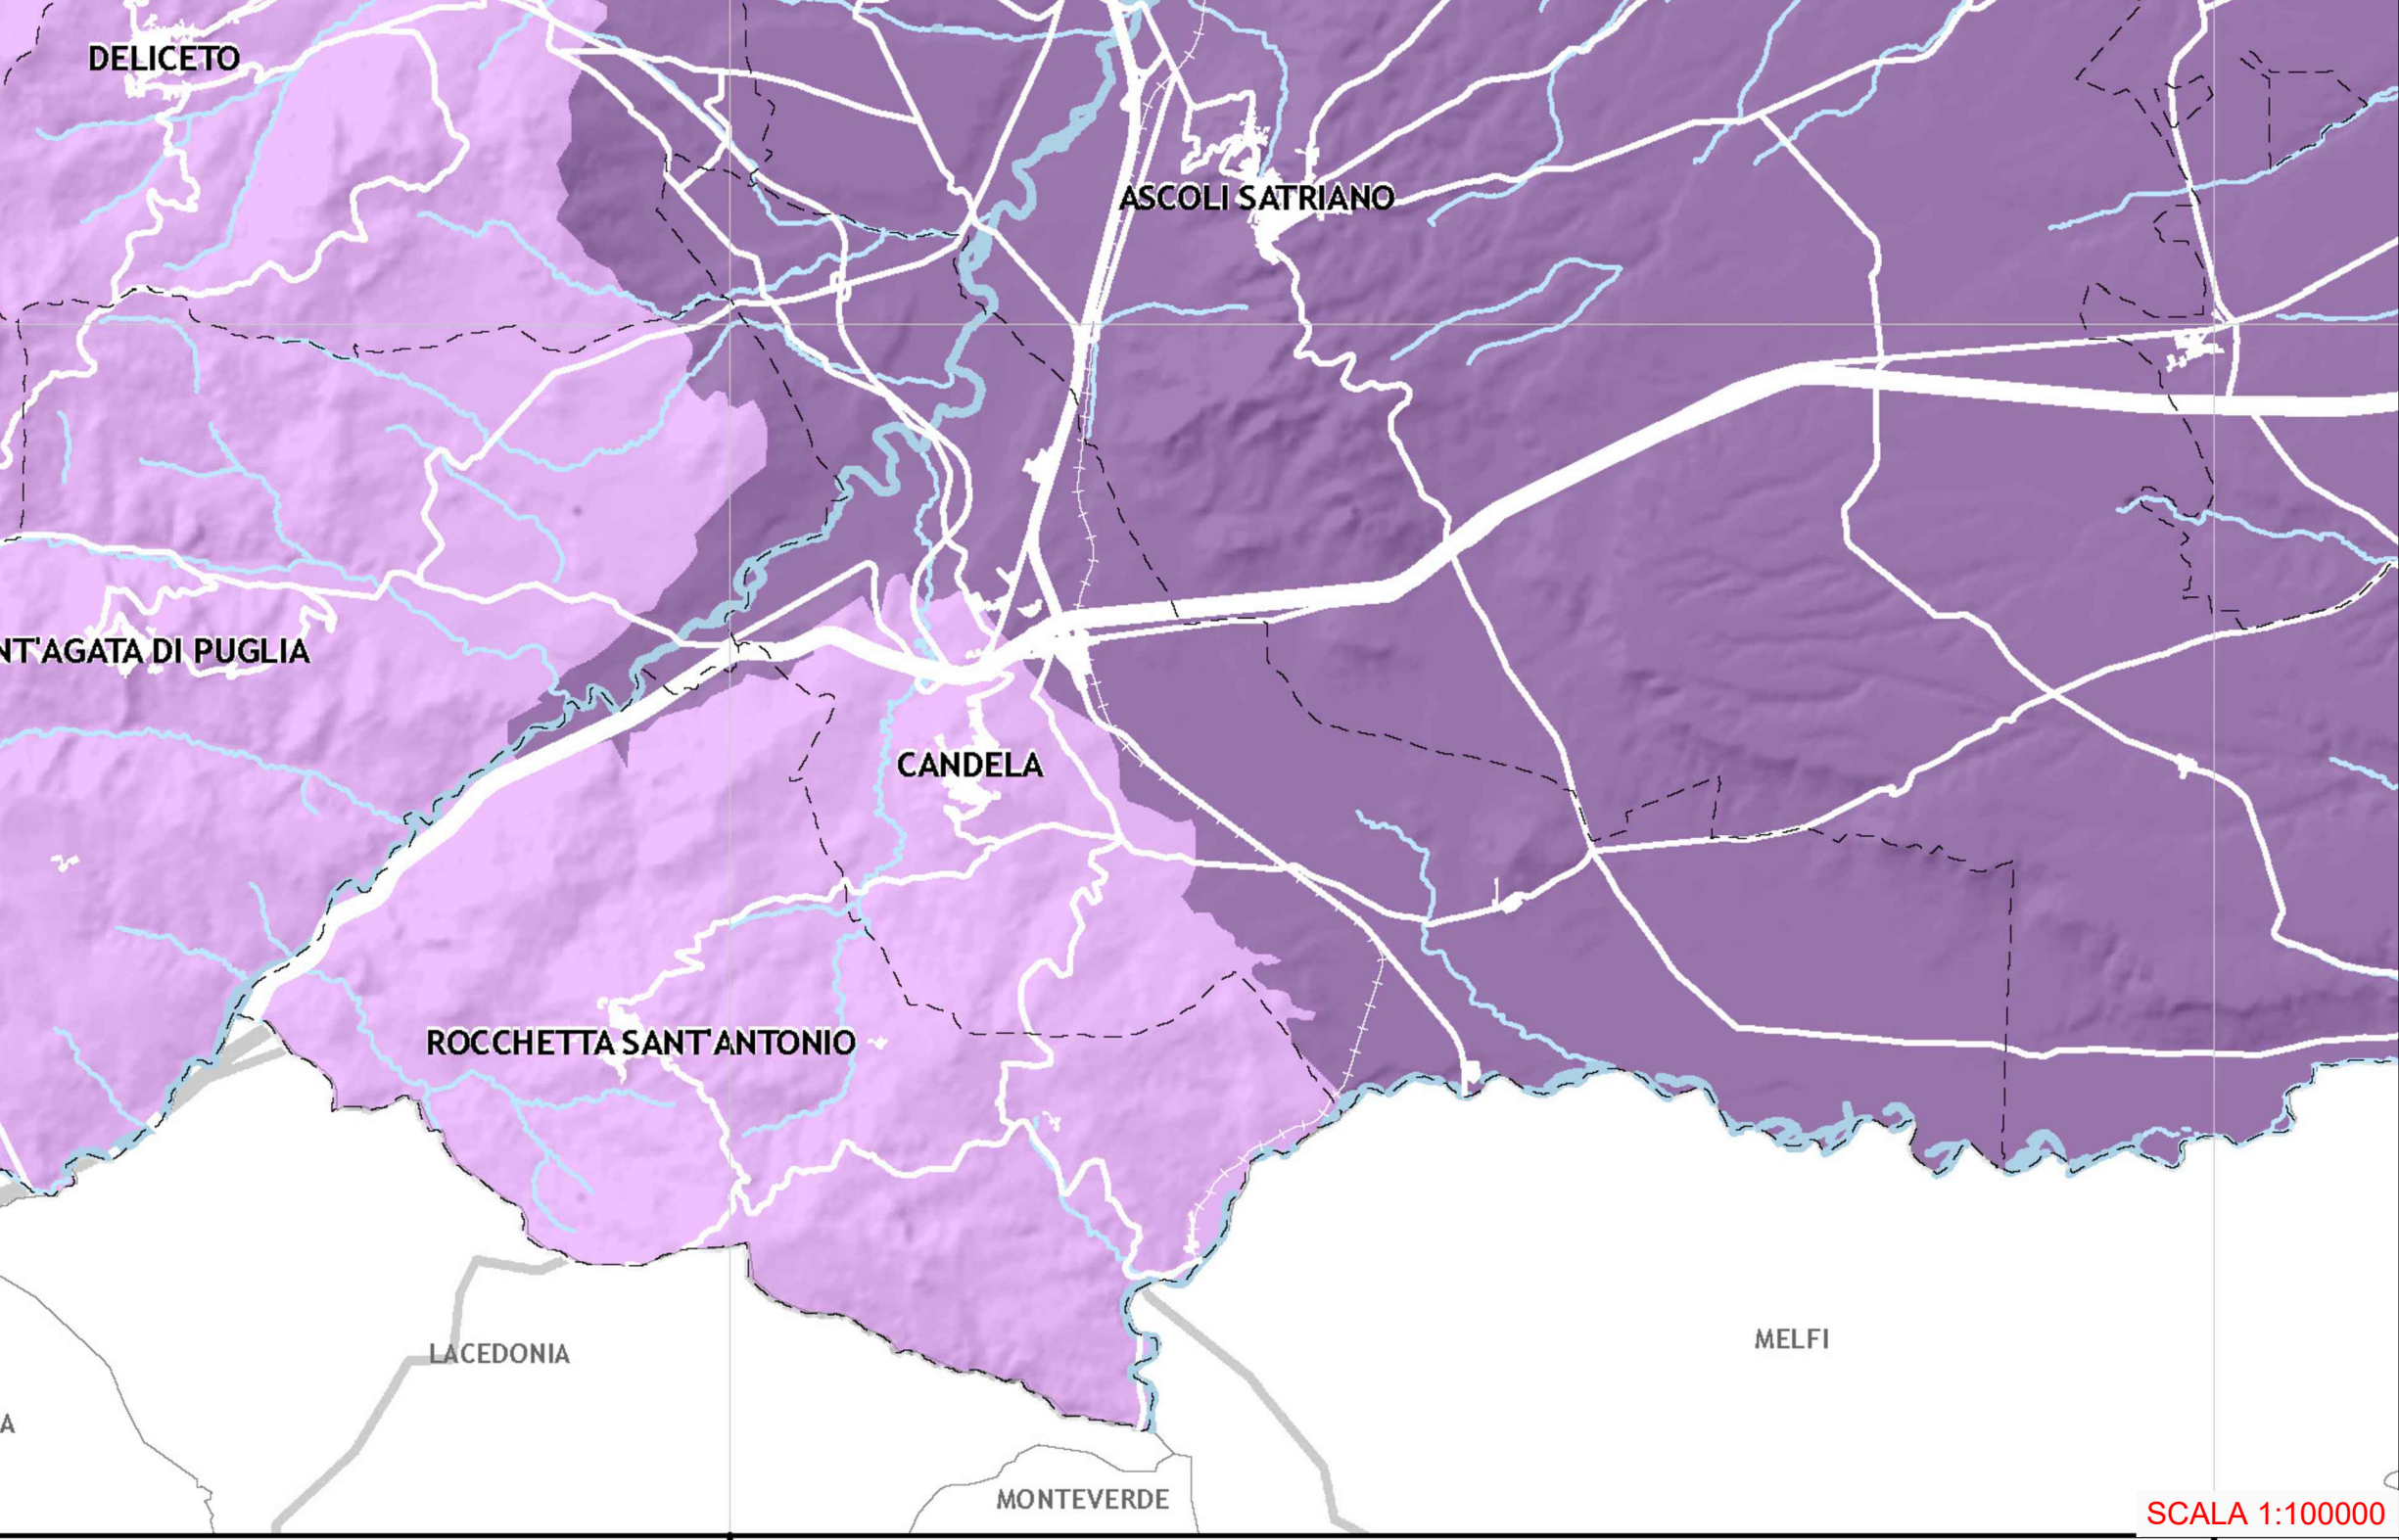 DELICETO
ASCOLI SATRIANO
NT'AGATA DI PUGLIA
CANDELA
ROCCHETTA SANT'ANTONIO
LACEDONIA
MELFI
A
MONTEVERDE
SCALA 1:100000